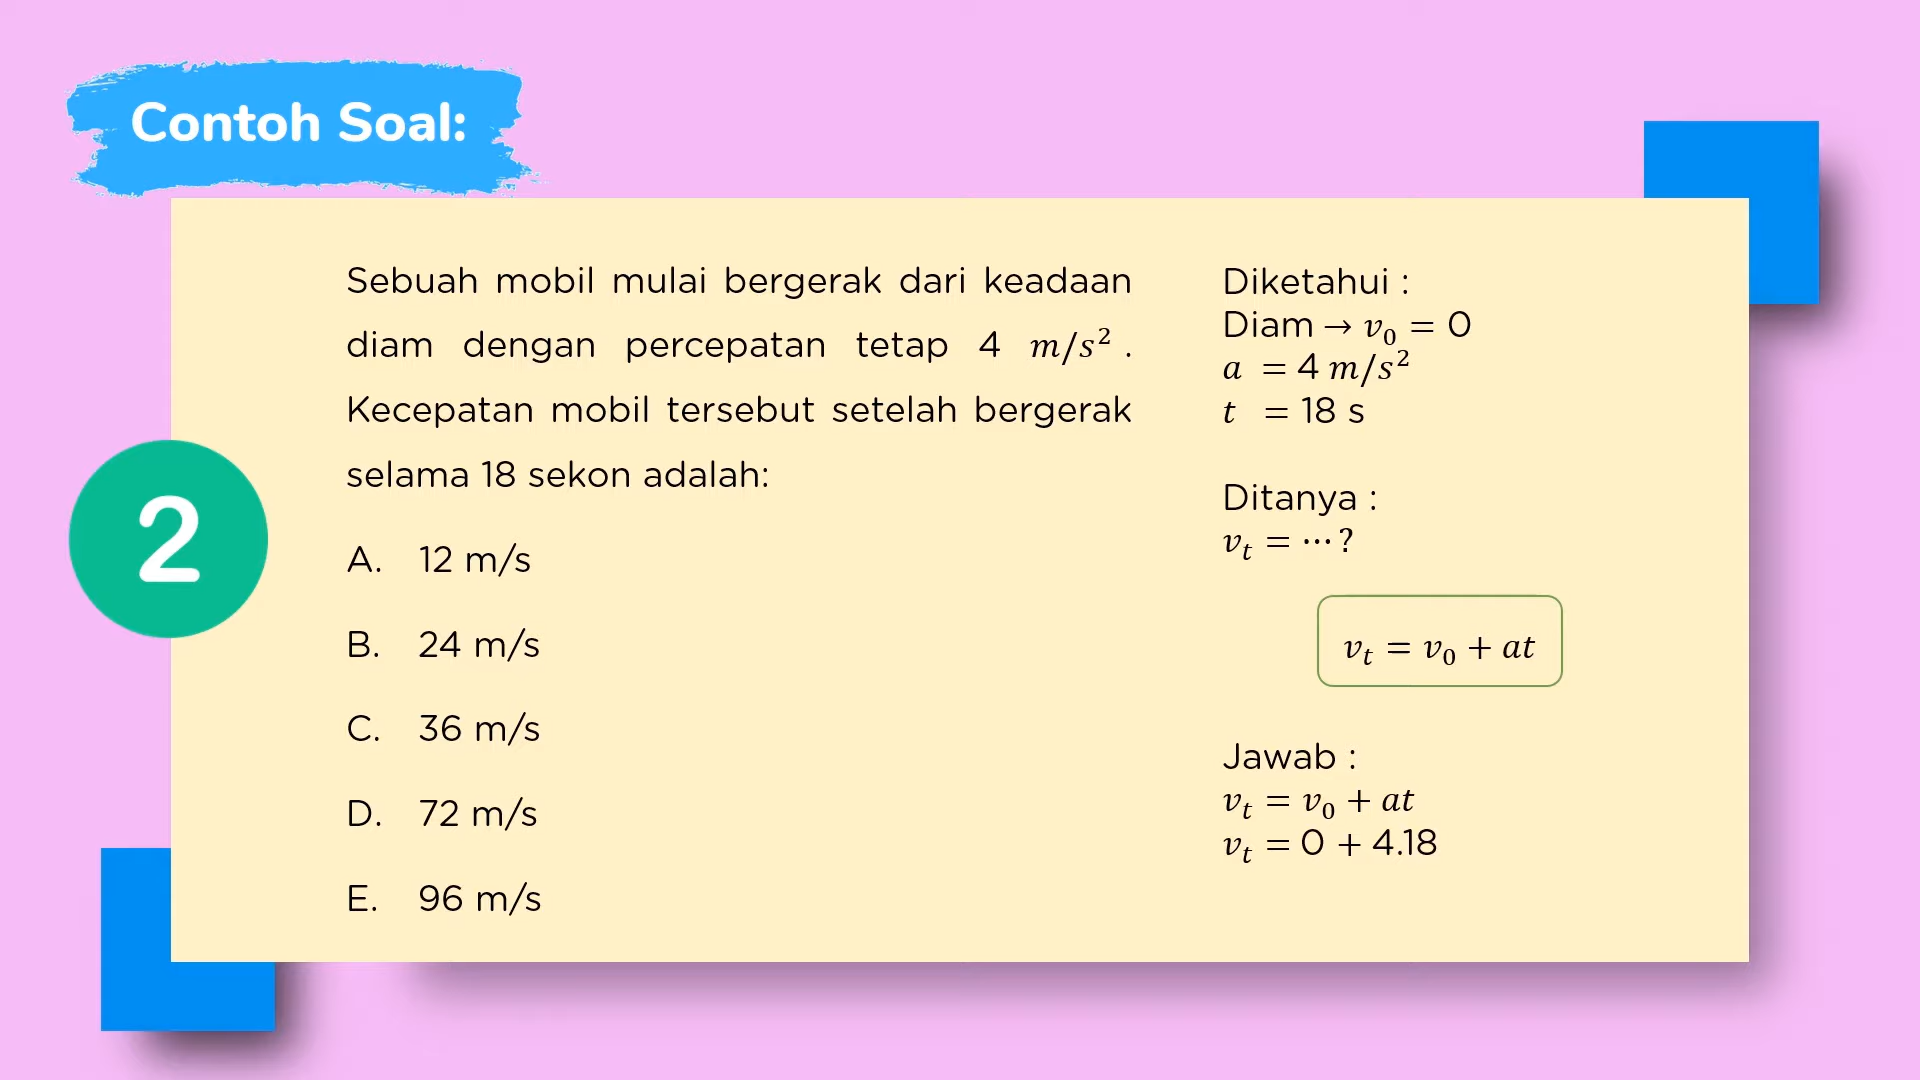 Contoh Soal:
2
Sebuah mobil mulai bergerak dari keadaan
diam dengan percepatan tetap 4 m/s².
Kecepatan mobil tersebut setelah bergerak
selama 18 sekon adalah:
A. 12 m/s
B. 24 m/s
C. 36 m/s
D. 72 m/s
E. 96 m/s
Diketahui :
Diam → v₀ = 0
a = 4 m/s²
t = 18 s
Ditanya :
vₜ = ⋯ ?
vₜ = v₀ + at
Jawab :
vₜ = v₀ + at
vₜ = 0 + 4.18